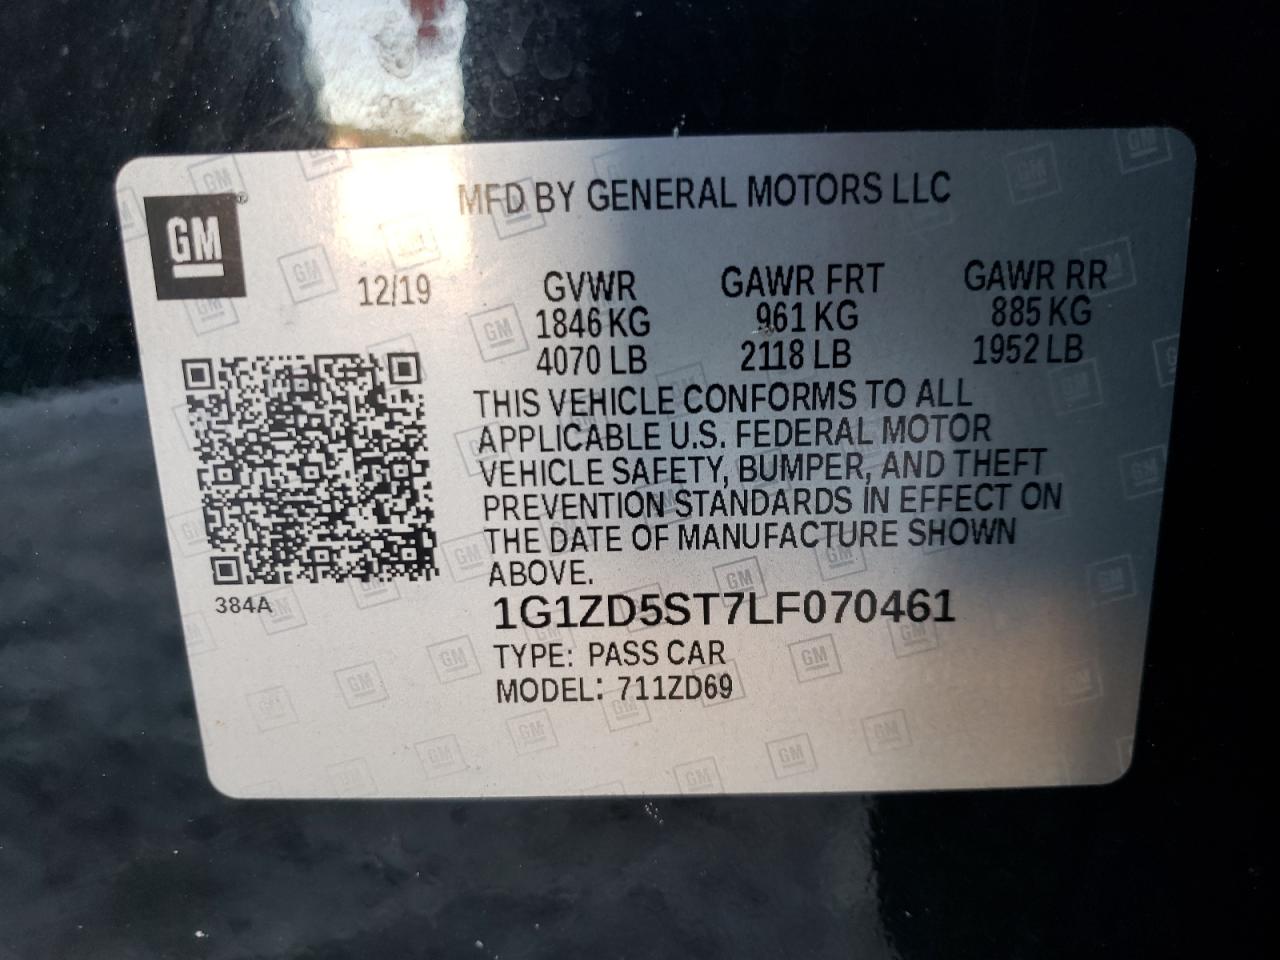 MFD BY GENERAL MOTORS LLC
GM®
12/19 GVWR GAWR FRT GAWR RR
1846 KG 961 KG 885 KG
4070 LB 2118 LB 1952 LB
THIS VEHICLE CONFORMS TO ALL
APPLICABLE U.S. FEDERAL MOTOR
VEHICLE SAFETY, BUMPER, AND THEFT
PREVENTION STANDARDS IN EFFECT ON
THE DATE OF MANUFACTURE SHOWN
ABOVE.
384A
1G1ZD5ST7LF070461
TYPE: PASS CAR
MODEL: 711ZD69